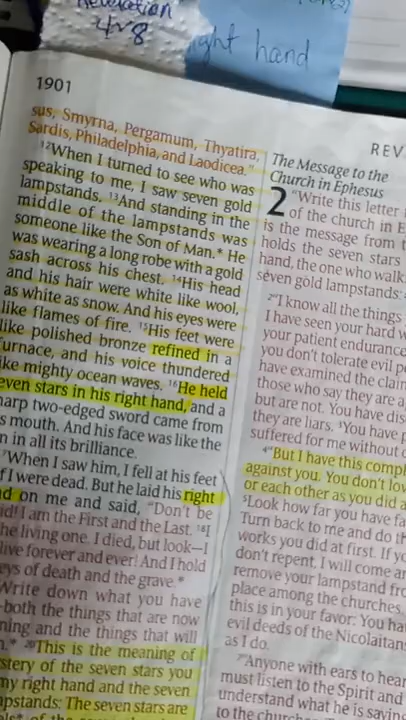 Revelation
4v8
right hand
1901
sus, Smyrna, Pergamum, Thyatira,
Sardis, Philadelphia, and Laodicea."
12When I turned to see who was
speaking to me, I saw seven gold
lampstands. 13And standing in the
middle of the lampstands was
someone like the Son of Man.* He
was wearing a long robe with a gold
sash across his chest. 14His head
and his hair were white like wool,
as white as snow. And his eyes were
like flames of fire. 15His feet were
like polished bronze refined in a
furnace, and his voice thundered
like mighty ocean waves. 16He held
seven stars in his right hand, and a
sharp two-edged sword came from
s mouth. And his face was like the
n in all its brilliance.
7When I saw him, I fell at his feet
f I were dead. But he laid his right
nd on me and said, "Don't be
id! I am the First and the Last. 18I
he living one. I died, but look—I
live forever and ever! And I hold
eys of death and the grave.*
Write down what you have
both the things that are now
ning and the things that will
n.* 20This is the meaning of
stery of the seven stars you
my right hand and the seven
mpstands: The seven stars are
of the seven
REV
The Message to the
Church in Ephesus
2 "Write this letter
of the church in E
is the message from t
holds the seven stars
hand, the one who walk
seven gold lampstands:
2"I know all the things
I have seen your hard w
your patient endurance
you don't tolerate evil p
have examined the clai
those who say they are a
but are not. You have dis
they are liars. 3You have p
suffered for me without
4"But I have this compl
against you. You don't lov
or each other as you did a
5Look how far you have fa
Turn back to me and do th
works you did at first. If yo
don't repent, I will come an
remove your lampstand fro
place among the churches.
this is in your favor: You ha
evil deeds of the Nicolaitan
as I do.
7"Anyone with ears to hear
must listen to the Spirit and
understand what he is sayin
to the churc